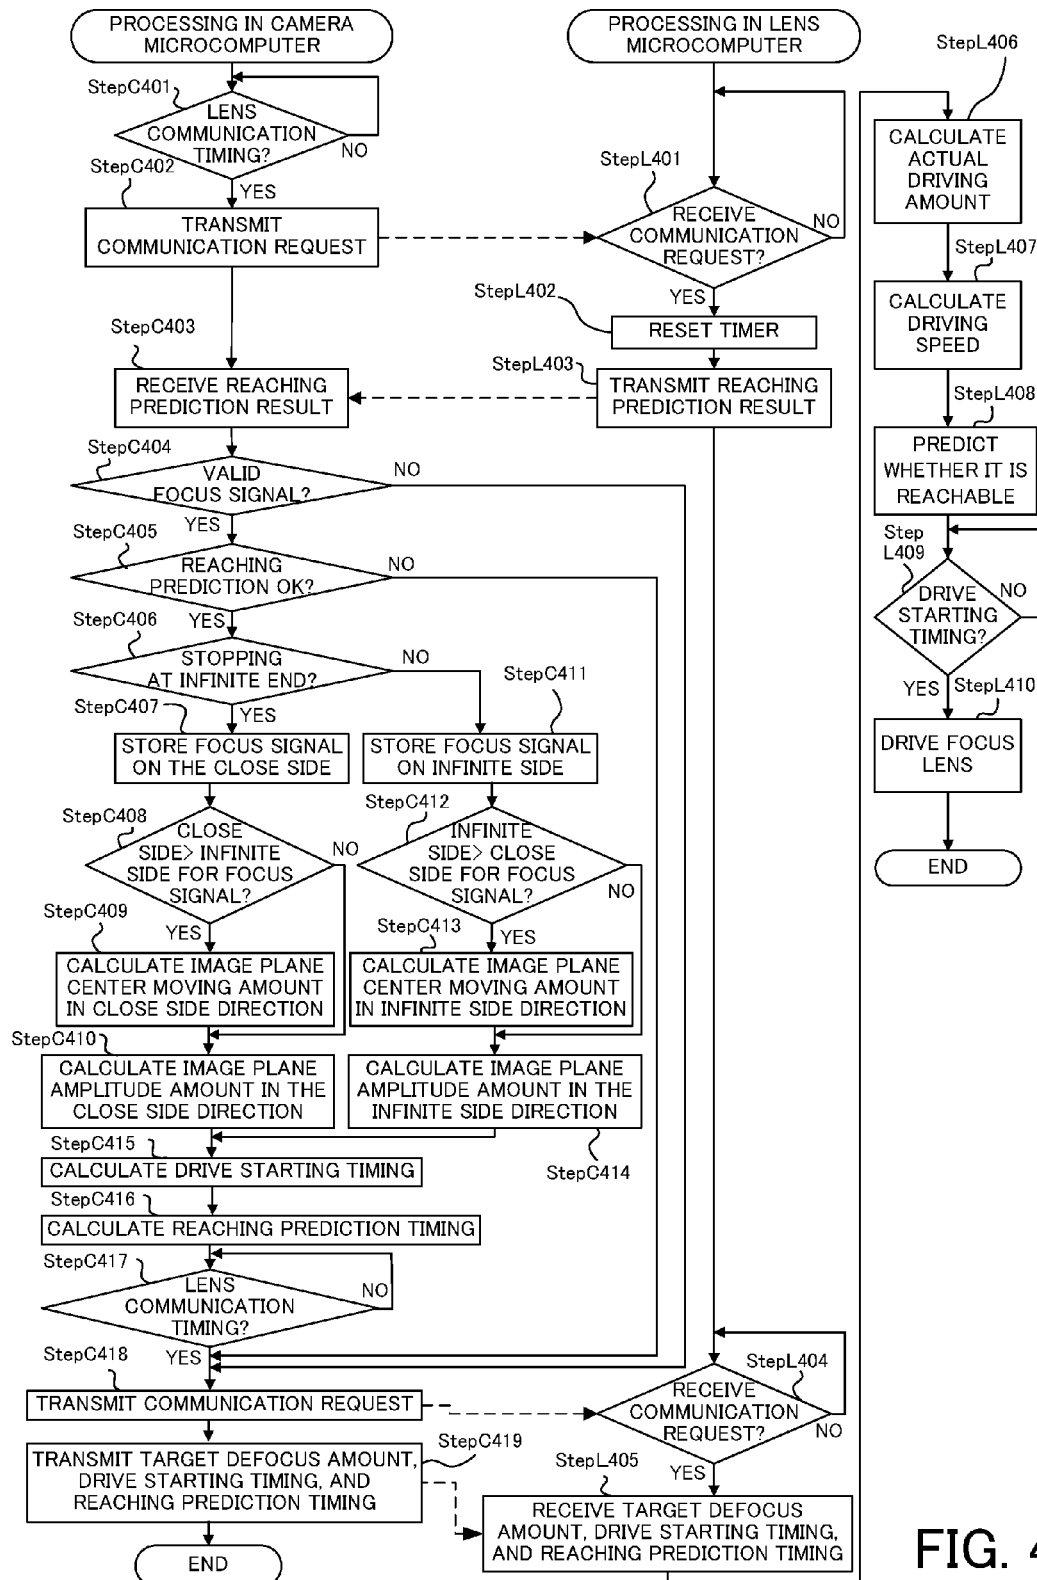 PROCESSING IN CAMERA
MICROCOMPUTER
StepC401
LENS
COMMUNICATION
TIMING?
NO
YES
StepC402
TRANSMIT
COMMUNICATION REQUEST
StepC403
RECEIVE REACHING
PREDICTION RESULT
StepC404
VALID
FOCUS SIGNAL?
NO
YES
StepC405
REACHING
PREDICTION OK?
NO
YES
StepC406
STOPPING
AT INFINITE END?
NO
YES
StepC407
STORE FOCUS SIGNAL
ON THE CLOSE SIDE
StepC408
CLOSE
SIDE> INFINITE
SIDE FOR FOCUS
SIGNAL?
NO
YES
StepC409
CALCULATE IMAGE PLANE
CENTER MOVING AMOUNT
IN CLOSE SIDE DIRECTION
StepC410
CALCULATE IMAGE PLANE
AMPLITUDE AMOUNT IN THE
CLOSE SIDE DIRECTION
StepC411
STORE FOCUS SIGNAL
ON INFINITE SIDE
StepC412
INFINITE
SIDE> CLOSE
SIDE FOR FOCUS
SIGNAL?
NO
YES
StepC413
CALCULATE IMAGE PLANE
CENTER MOVING AMOUNT
IN INFINITE SIDE DIRECTION
CALCULATE IMAGE PLANE
AMPLITUDE AMOUNT IN THE
INFINITE SIDE DIRECTION
StepC414
StepC415
CALCULATE DRIVE STARTING TIMING
StepC416
CALCULATE REACHING PREDICTION TIMING
StepC417
LENS
COMMUNICATION
TIMING?
NO
YES
StepC418
TRANSMIT COMMUNICATION REQUEST
StepC419
TRANSMIT TARGET DEFOCUS AMOUNT,
DRIVE STARTING TIMING, AND
REACHING PREDICTION TIMING
END
PROCESSING IN LENS
MICROCOMPUTER
StepL401
RECEIVE
COMMUNICATION
REQUEST?
NO
YES
StepL402
RESET TIMER
StepL403
TRANSMIT REACHING
PREDICTION RESULT
StepL404
RECEIVE
COMMUNICATION
REQUEST?
NO
YES
StepL405
RECEIVE TARGET DEFOCUS
AMOUNT, DRIVE STARTING TIMING,
AND REACHING PREDICTION TIMING
StepL406
CALCULATE
ACTUAL
DRIVING
AMOUNT
StepL407
CALCULATE
DRIVING
SPEED
StepL408
PREDICT
WHETHER IT IS
REACHABLE
Step
L409
DRIVE
STARTING
TIMING?
NO
YES
StepL410
DRIVE FOCUS
LENS
END
FIG. 4